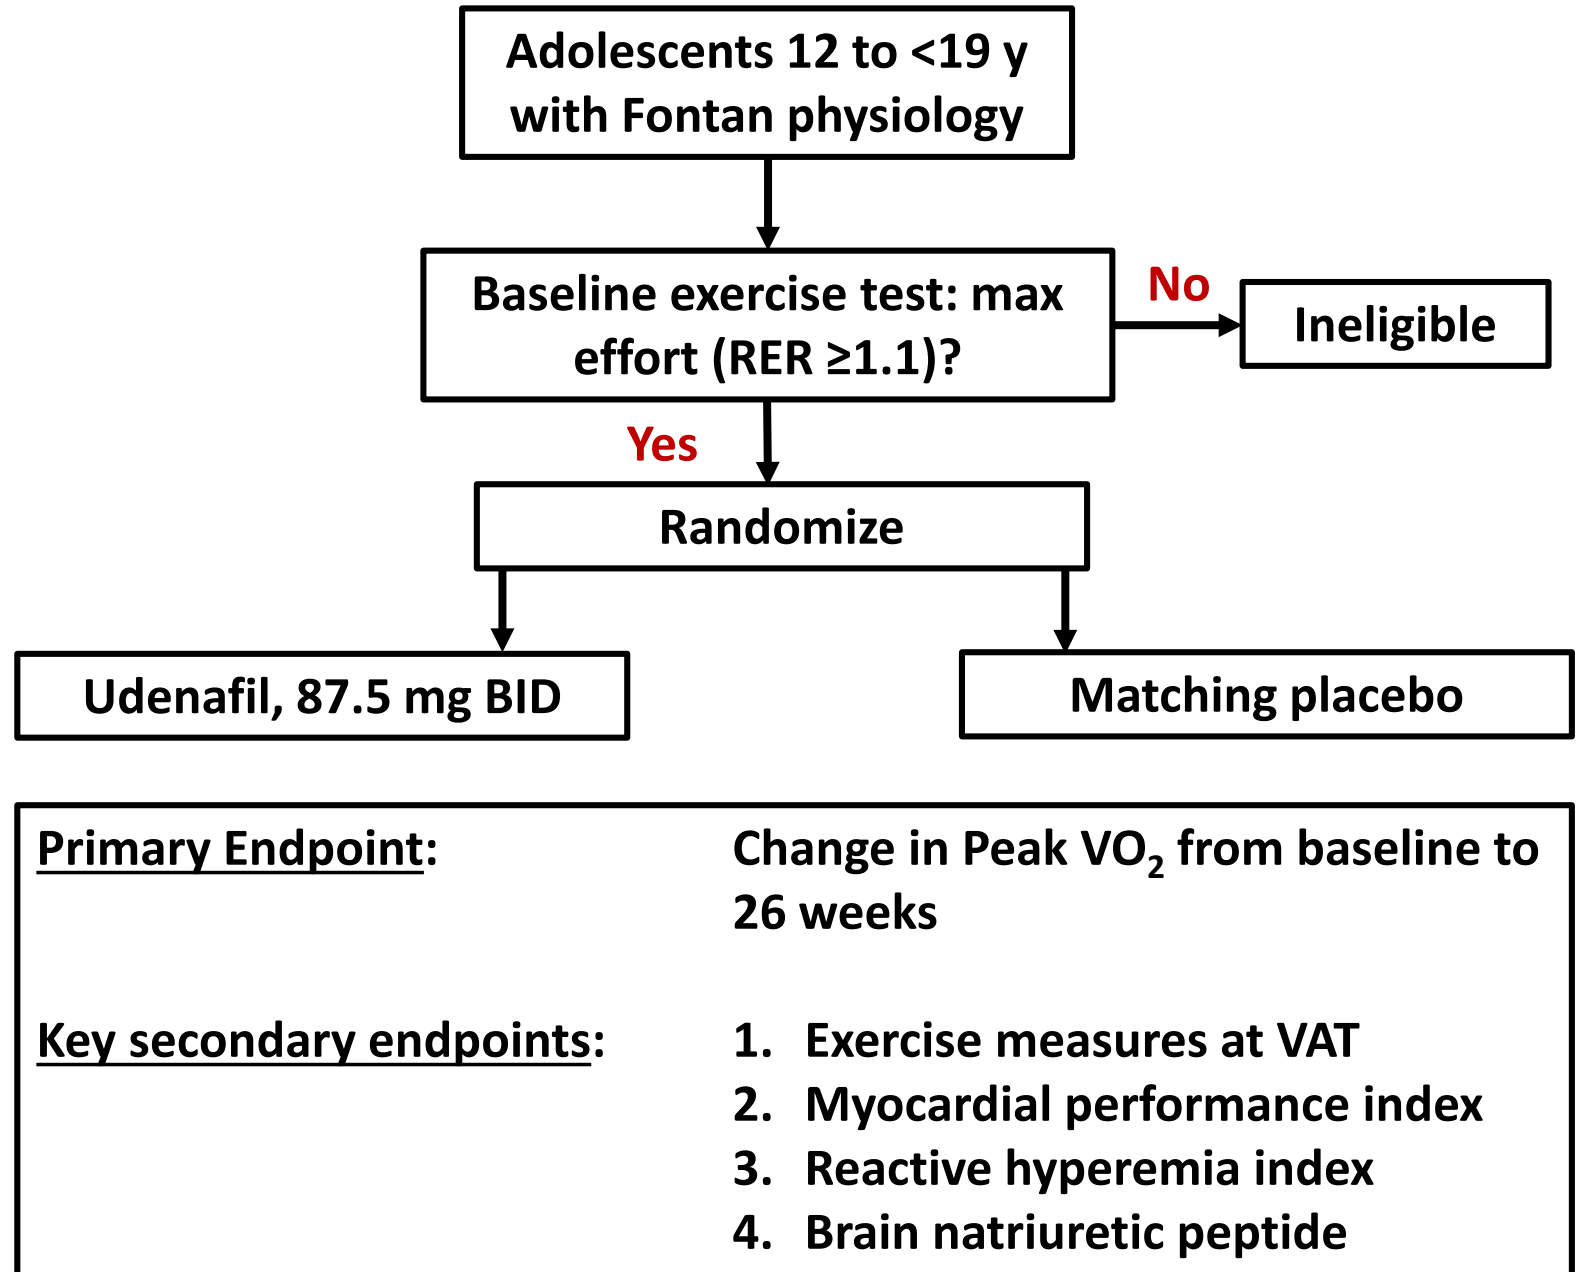 Adolescents 12 to <19 y
with Fontan physiology
Baseline exercise test: max
effort (RER ≥1.1)?
No
Ineligible
Yes
Randomize
Udenafil, 87.5 mg BID
Matching placebo
Primary Endpoint:
Change in Peak VO₂ from baseline to
26 weeks
Key secondary endpoints:
1. Exercise measures at VAT
2. Myocardial performance index
3. Reactive hyperemia index
4. Brain natriuretic peptide